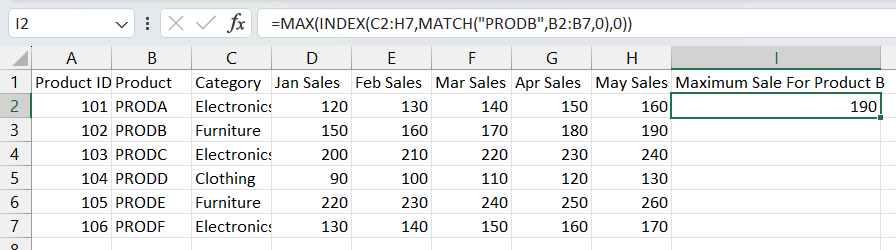 I2 fx =MAX(INDEX(C2:H7,MATCH("PRODB",B2:B7,0),0))
A B C D E F G H I
1 Product ID Product Category Jan Sales Feb Sales Mar Sales Apr Sales May Sales Maximum Sale For Product B
2 101 PRODA Electronics 120 130 140 150 160 190
3 102 PRODB Furniture 150 160 170 180 190
4 103 PRODC Electronics 200 210 220 230 240
5 104 PRODD Clothing 90 100 110 120 130
6 105 PRODE Furniture 220 230 240 250 260
7 106 PRODF Electronics 130 140 150 160 170